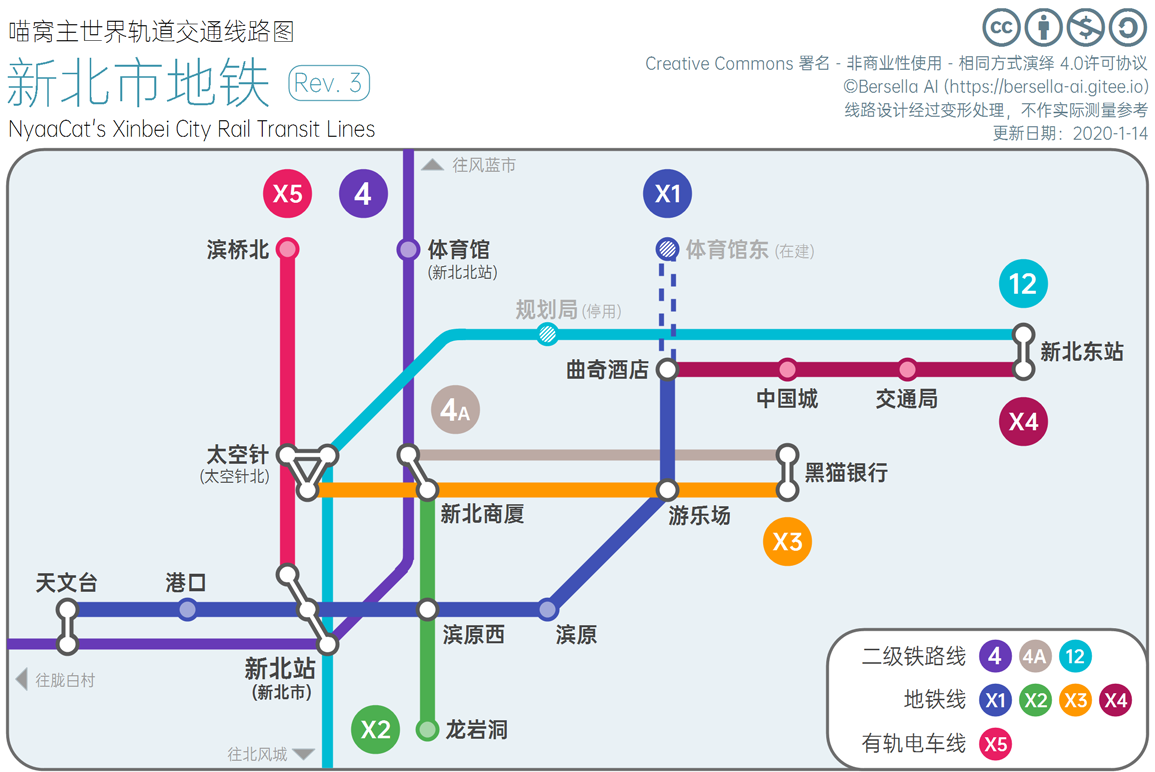 喵窝主世界轨道交通线路图
新北市地铁 Rev. 3
NyaaCat's Xinbei City Rail Transit Lines
cc
Creative Commons 署名 - 非商业性使用 - 相同方式演绎 4.0许可协议
©Bersella AI (https://bersella-ai.gitee.io)
线路设计经过变形处理，不作实际测量参考
更新日期：2020-1-14
往风蓝市
X5
4
X1
滨桥北
体育馆
(新北北站)
体育馆东 (在建)
12
规划局 (停用)
新北东站
曲奇酒店
中国城
交通局
4A
X4
太空针
(太空针北)
黑猫银行
新北商厦
游乐场
X3
天文台
港口
滨原西
滨原
新北站
(新北市)
往胧白村
X2
龙岩洞
往北风城
二级铁路线 4 4A 12
地铁线 X1 X2 X3 X4
有轨电车线 X5